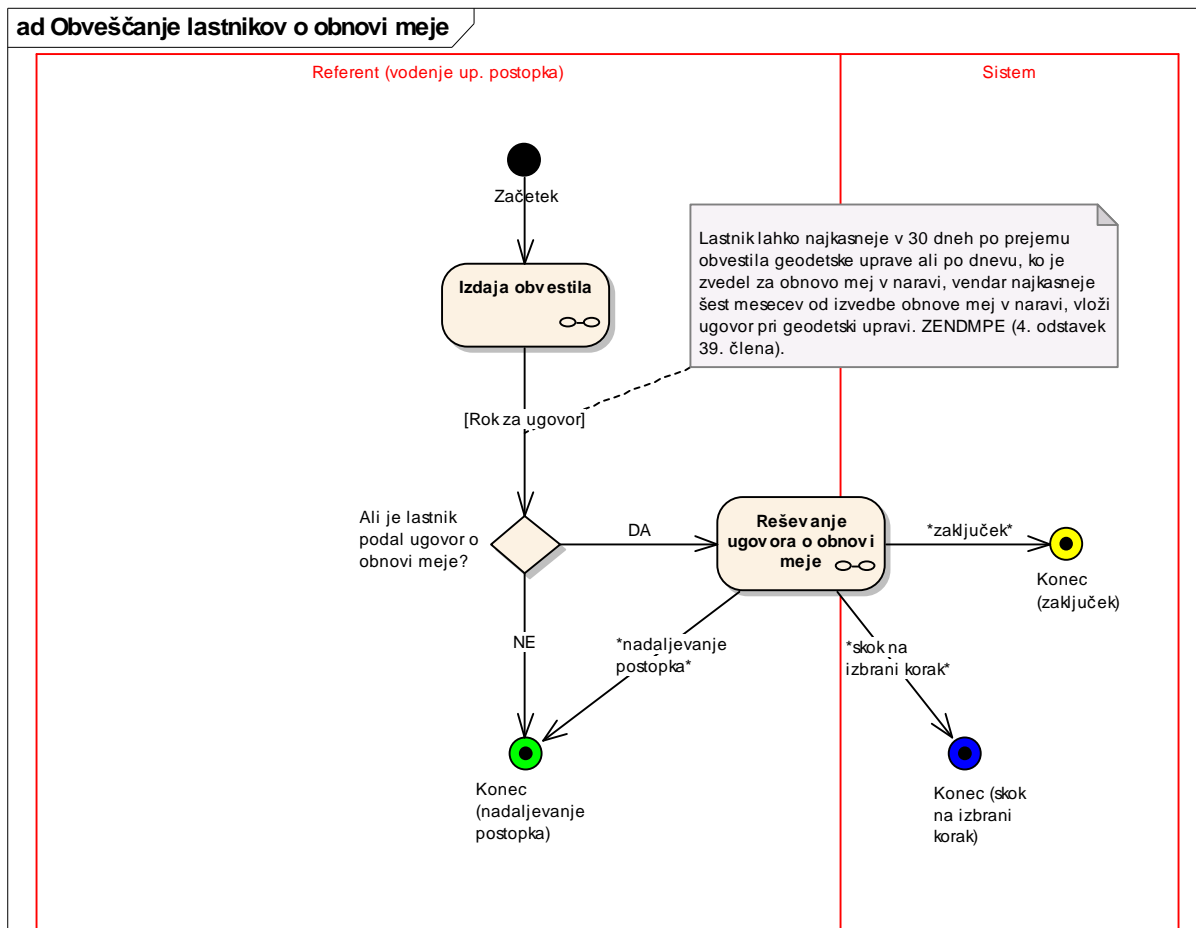 ad Obveščanje lastnikov o obnovi meje
Referent (vodenje up. postopka)
Sistem
Začetek
Lastnik lahko najkasneje v 30 dneh po prejemu
obvestila geodetske uprave ali po dnevu, ko je
zvedel za obnovo mej v naravi, vendar najkasneje
šest mesecev od izvedbe obnove mej v naravi, vloži
ugovor pri geodetski upravi. ZENDMPE (4. odstavek
39. člena).
Izdaja obvestila
[Rok za ugovor]
Ali je lastnik
podal ugovor o
obnovi meje?
DA
Reševanje
ugovora o obnovi
meje
*zaključek*
Konec
(zaključek)
NE
*nadaljevanje
postopka*
*skok na
izbrani korak*
Konec
(nadaljevanje
postopka)
Konec (skok
na izbrani
korak)